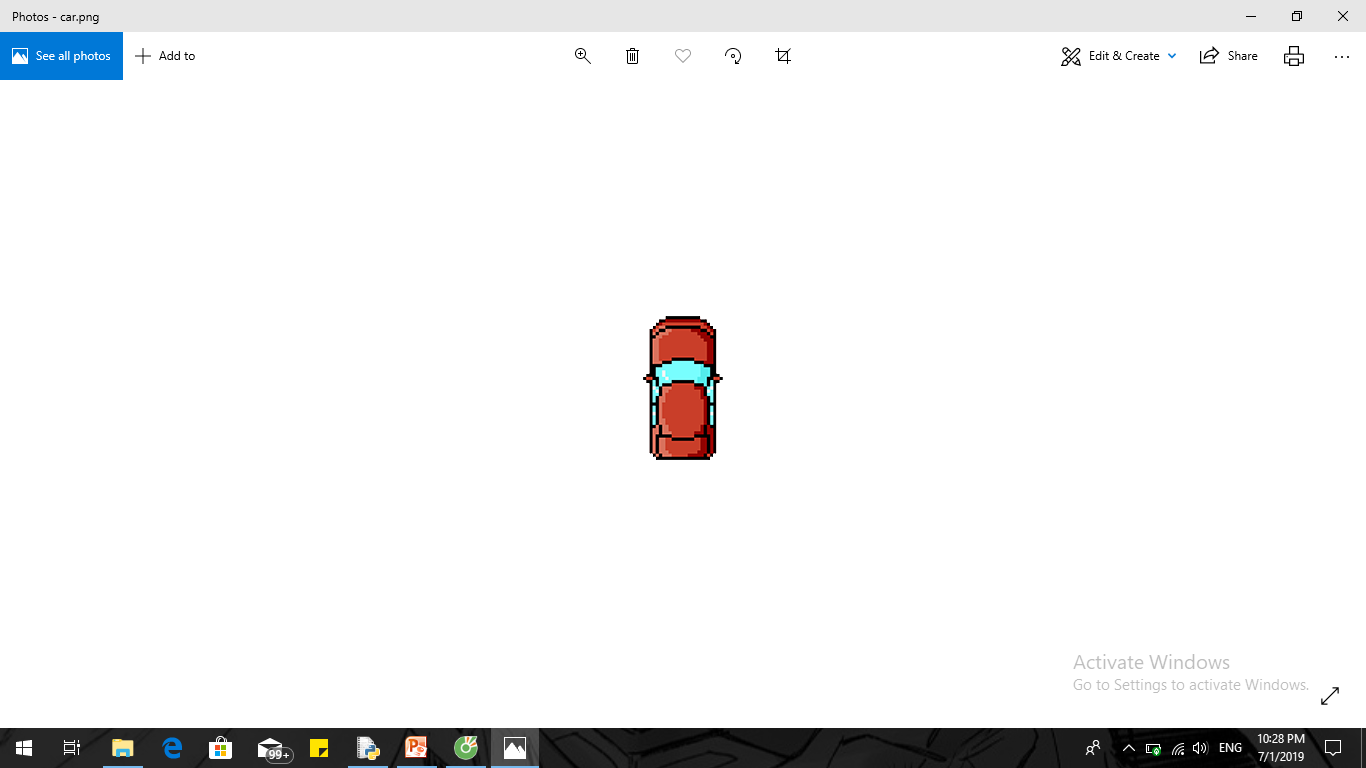 Photos - car.png
See all photos
Add to
Edit & Create
Share
Activate Windows
Go to Settings to activate Windows.
99+
ENG
10:28 PM
7/1/2019